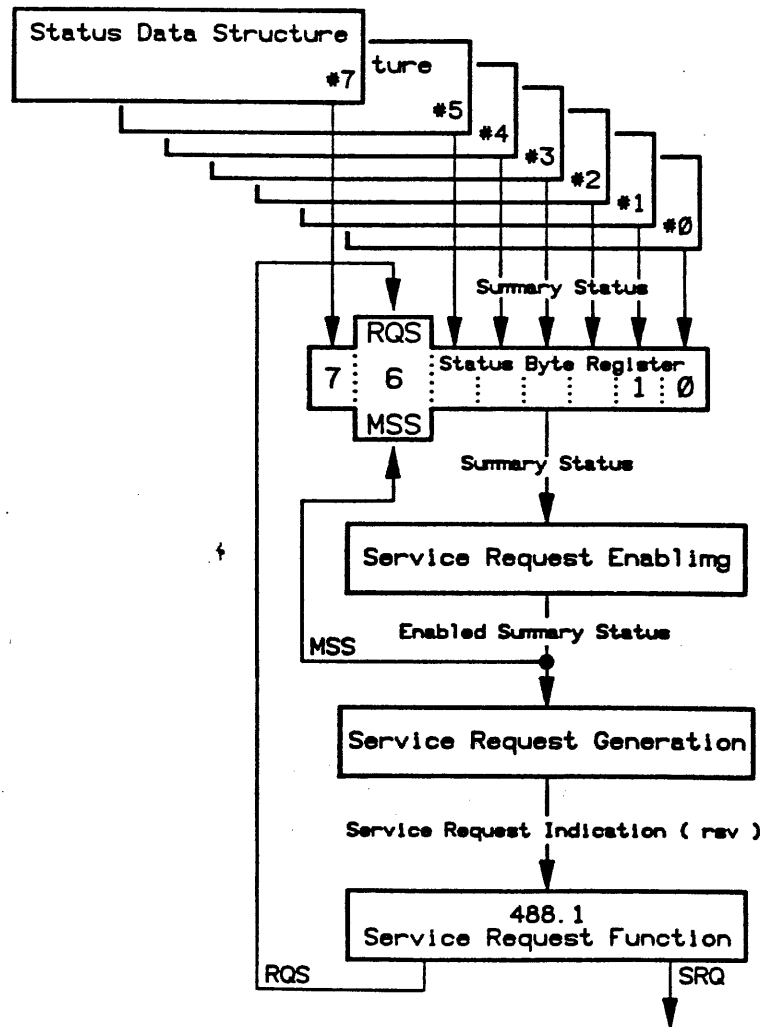 Status Data Structure
#7
ture
#5
#4
#3
#2
#1
#0
Summary Status
RQS
Status Byte Register
7 6 1 0
MSS
Summary Status
Service Request Enablimg
Enabled Summary Status
MSS
Service Request Generation
Service Request Indication ( rsv )
488.1
Service Request Function
RQS
SRQ